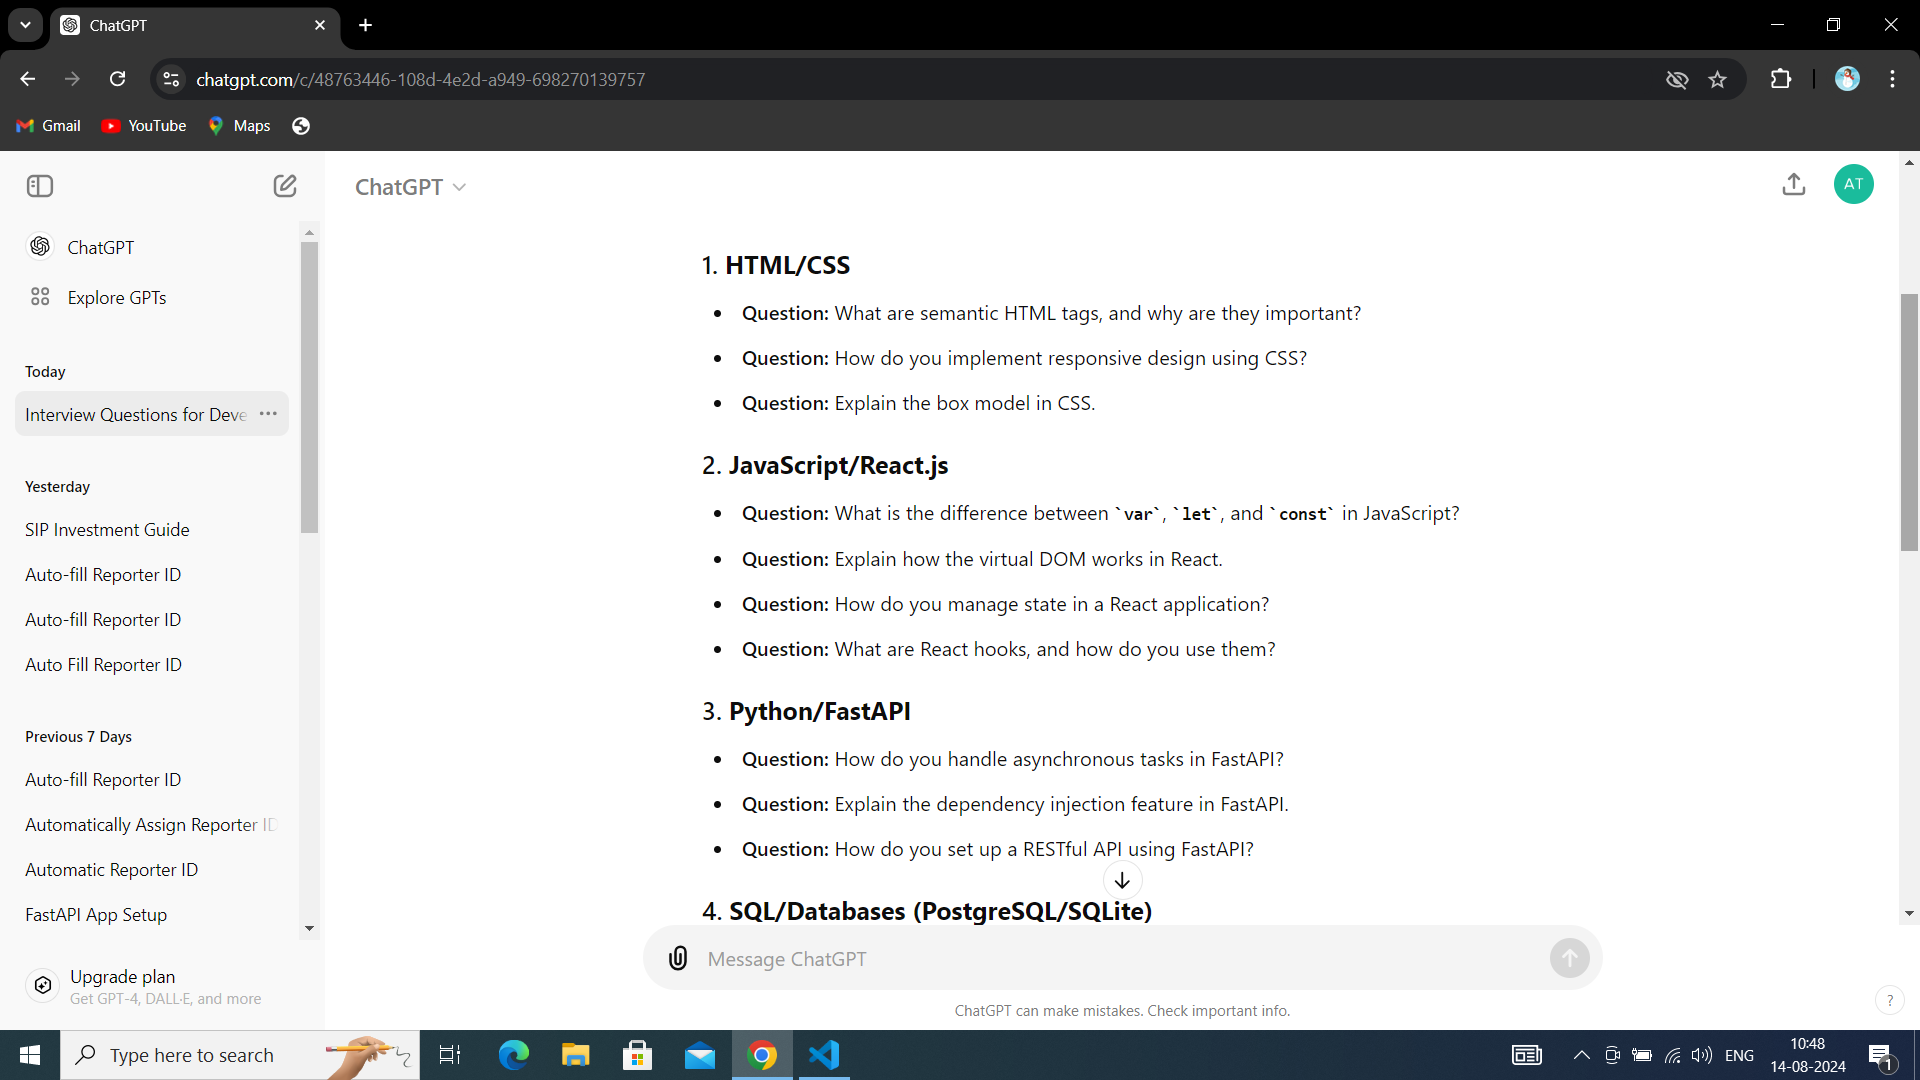 ChatGPT
chatgpt.com/c/48763446-108d-4e2d-a949-698270139757
Gmail
YouTube
Maps
ChatGPT
AT
ChatGPT
Explore GPTs
Today
Interview Questions for Deve
Yesterday
SIP Investment Guide
Auto-fill Reporter ID
Auto-fill Reporter ID
Auto Fill Reporter ID
Previous 7 Days
Auto-fill Reporter ID
Automatically Assign Reporter ID
Automatic Reporter ID
FastAPI App Setup
Upgrade plan
Get GPT-4, DALL·E, and more
1. HTML/CSS
• Question: What are semantic HTML tags, and why are they important?
• Question: How do you implement responsive design using CSS?
• Question: Explain the box model in CSS.
2. JavaScript/React.js
• Question: What is the difference between `var`, `let`, and `const` in JavaScript?
• Question: Explain how the virtual DOM works in React.
• Question: How do you manage state in a React application?
• Question: What are React hooks, and how do you use them?
3. Python/FastAPI
• Question: How do you handle asynchronous tasks in FastAPI?
• Question: Explain the dependency injection feature in FastAPI.
• Question: How do you set up a RESTful API using FastAPI?
4. SQL/Databases (PostgreSQL/SQLite)
Message ChatGPT
ChatGPT can make mistakes. Check important info.
?
Type here to search
ENG
10:48
14-08-2024
1